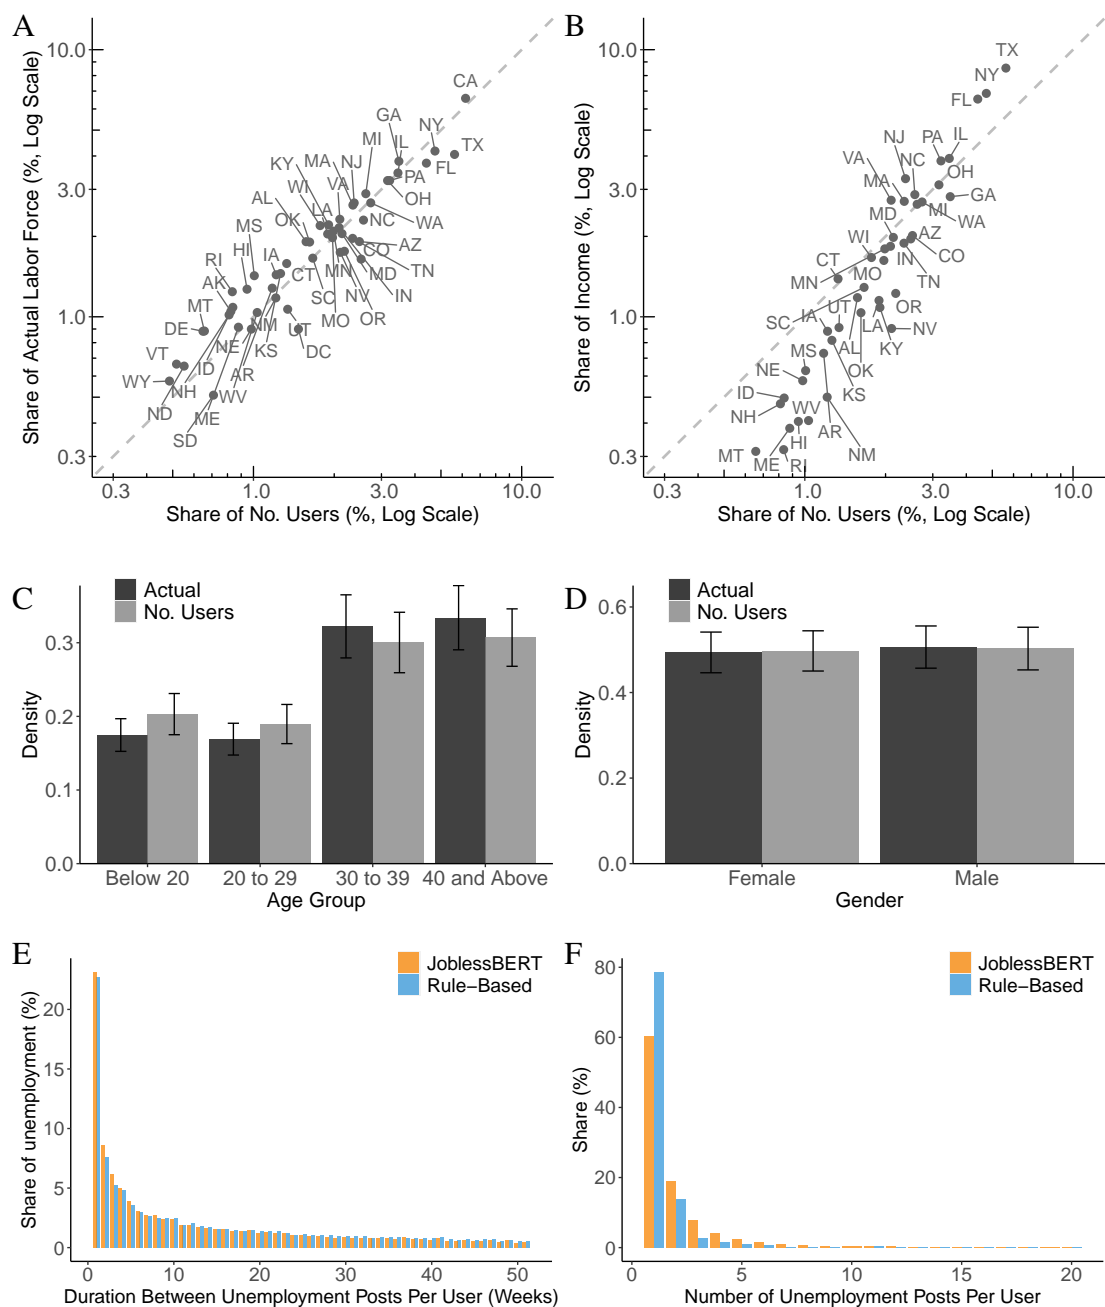 A
Share of Actual Labor Force (%, Log Scale)
10.0
3.0
1.0
0.3
0.3
1.0
3.0
10.0
Share of No. Users (%, Log Scale)
CA
GA
NY
MI
IL
TX
KY
MA
NJ
FL
WI
VA
PA
AL
LA
OH
OK
NC
WA
MS
HI
IA
CO
AZ
RI
AK
CT
MN
MD
TN
MT
SC
NV
IN
DE
NM
MO
OR
NE
UT
VT
ID
KS
DC
WY
NH
AR
WV
ND
ME
SD
B
Share of Income (%, Log Scale)
10.0
3.0
1.0
0.3
0.3
1.0
3.0
10.0
Share of No. Users (%, Log Scale)
TX
NY
FL
NJ
PA
IL
VA
NC
OH
MA
GA
MD
MI
WA
WI
AZ
CT
IN
CO
MN
MO
TN
SC
UT
OR
IA
LA
NV
MS
AL
KY
NE
OK
ID
KS
NH
WV
AR
HI
MT
ME
RI
NM
C
Actual
No. Users
Density
0.3
0.2
0.1
0.0
Below 20
20 to 29
30 to 39
40 and Above
Age Group
D
Actual
No. Users
Density
0.6
0.4
0.2
0.0
Female
Male
Gender
E
JoblessBERT
Rule−Based
Share of unemployment (%)
20
15
10
5
0
0
10
20
30
40
50
Duration Between Unemployment Posts Per User (Weeks)
F
JoblessBERT
Rule−Based
Share (%)
80
60
40
20
0
0
5
10
15
20
Number of Unemployment Posts Per User